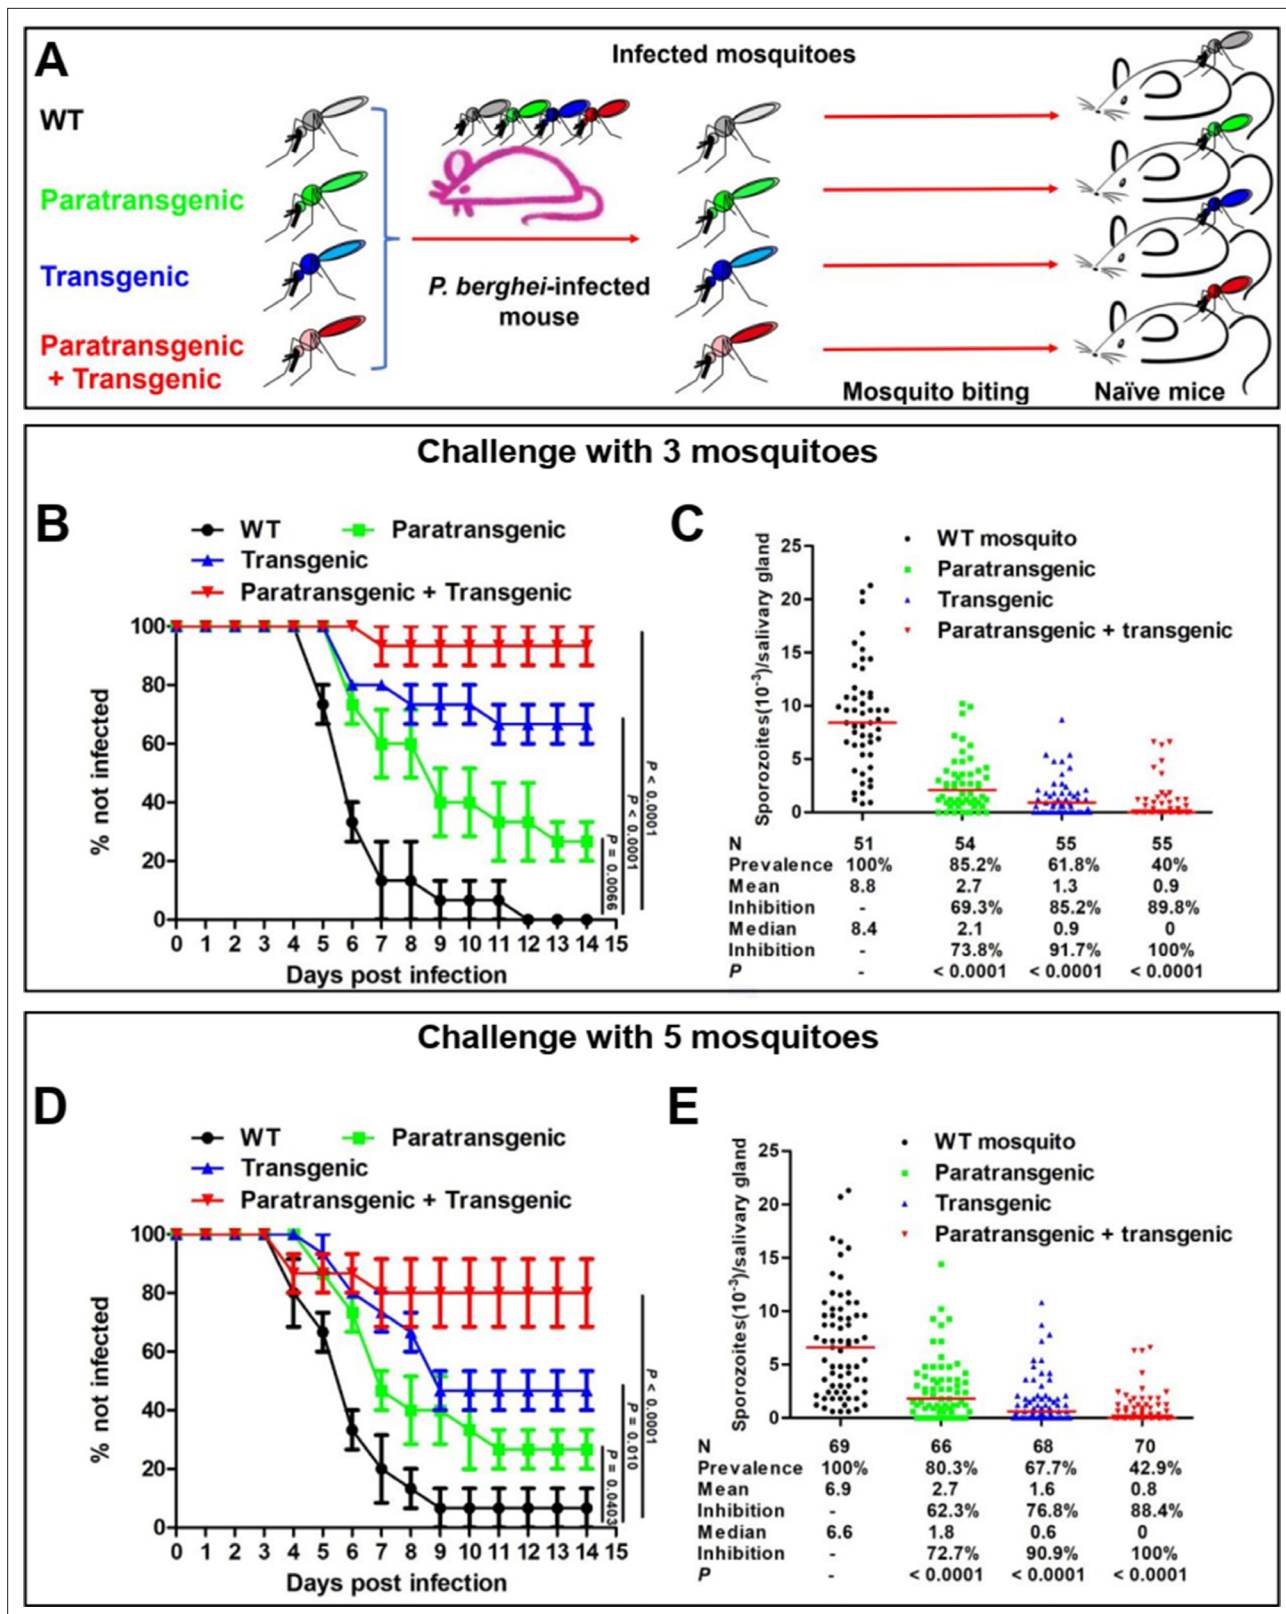 A
Infected mosquitoes
WT
Paratransgenic
Transgenic
Paratransgenic
+ Transgenic
P. berghei-infected
mouse
Mosquito biting
Naïve mice
Challenge with 3 mosquitoes
B
WT
Paratransgenic
Transgenic
Paratransgenic + Transgenic
% not infected
100
80
60
40
20
0
0 1 2 3 4 5 6 7 8 9 10 11 12 13 14 15
Days post infection
P = 0.0066
P < 0.0001
P < 0.0001
C
WT mosquito
Paratransgenic
Transgenic
Paratransgenic + transgenic
Sporozoites(10⁻³)/salivary gland
25
20
15
10
5
0
N 51 54 55 55
Prevalence 100% 85.2% 61.8% 40%
Mean 8.8 2.7 1.3 0.9
Inhibition - 69.3% 85.2% 89.8%
Median 8.4 2.1 0.9 0
Inhibition - 73.8% 91.7% 100%
P - < 0.0001 < 0.0001 < 0.0001
Challenge with 5 mosquitoes
D
WT
Paratransgenic
Transgenic
Paratransgenic + Transgenic
% not infected
100
80
60
40
20
0
0 1 2 3 4 5 6 7 8 9 10 11 12 13 14 15
Days post infection
P = 0.0403
P = 0.010
P < 0.0001
E
WT mosquito
Paratransgenic
Transgenic
Paratransgenic + transgenic
Sporozoites(10⁻³)/salivary gland
25
20
15
10
5
0
N 69 66 68 70
Prevalence 100% 80.3% 67.7% 42.9%
Mean 6.9 2.7 1.6 0.8
Inhibition - 62.3% 76.8% 88.4%
Median 6.6 1.8 0.6 0
Inhibition - 72.7% 90.9% 100%
P - < 0.0001 < 0.0001 < 0.0001